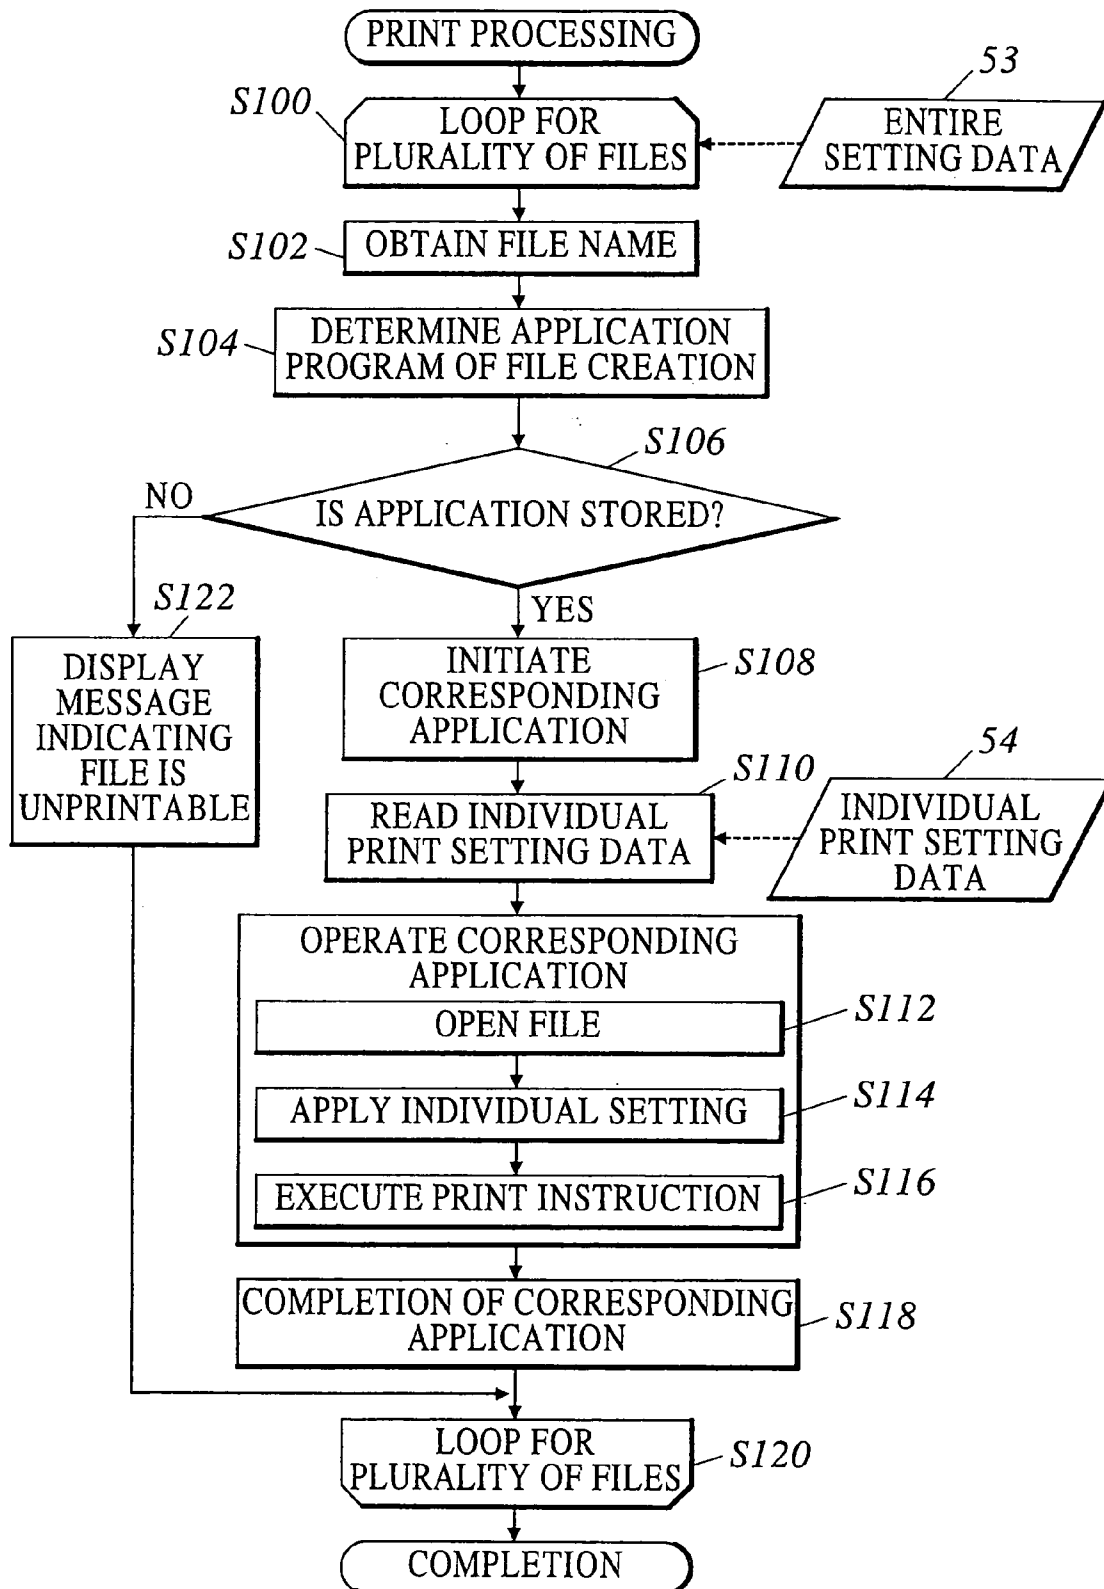 PRINT PROCESSING
S100
LOOP FOR
PLURALITY OF FILES
53
ENTIRE
SETTING DATA
S102
OBTAIN FILE NAME
S104
DETERMINE APPLICATION
PROGRAM OF FILE CREATION
S106
IS APPLICATION STORED?
NO
YES
S122
DISPLAY
MESSAGE
INDICATING
FILE IS
UNPRINTABLE
INITIATE
CORRESPONDING
APPLICATION
S108
S110
READ INDIVIDUAL
PRINT SETTING DATA
54
INDIVIDUAL
PRINT SETTING
DATA
OPERATE CORRESPONDING
APPLICATION
OPEN FILE
S112
APPLY INDIVIDUAL SETTING
S114
EXECUTE PRINT INSTRUCTION
S116
COMPLETION OF CORRESPONDING
APPLICATION
S118
LOOP FOR
PLURALITY OF FILES
S120
COMPLETION